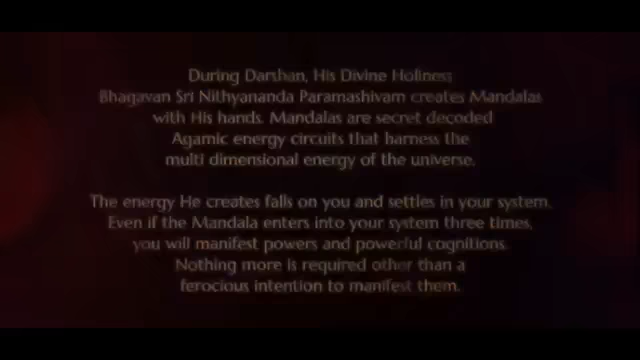 During Darshan, His Divine Holiness
Bhagavan Sri Nithyananda Paramashivam creates Mandalas
with His hands. Mandalas are secret decoded
Agamic energy circuits that harness the
multi dimensional energy of the universe.
The energy He creates falls on you and settles in your system.
Even if the Mandala enters into your system three times,
you will manifest powers and powerful cognitions.
Nothing more is required other than a
ferocious intention to manifest them.